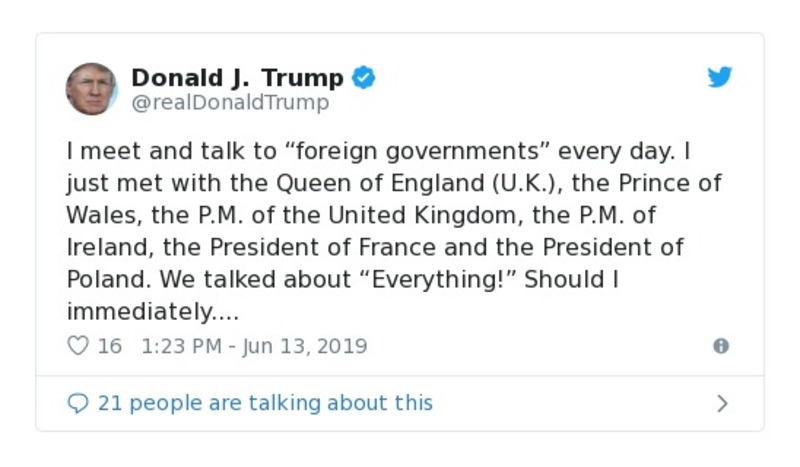 Donald J. Trump
@realDonaldTrump
I meet and talk to “foreign governments” every day. I
just met with the Queen of England (U.K.), the Prince of
Wales, the P.M. of the United Kingdom, the P.M. of
Ireland, the President of France and the President of
Poland. We talked about “Everything!” Should I
immediately....
16 1:23 PM - Jun 13, 2019
21 people are talking about this